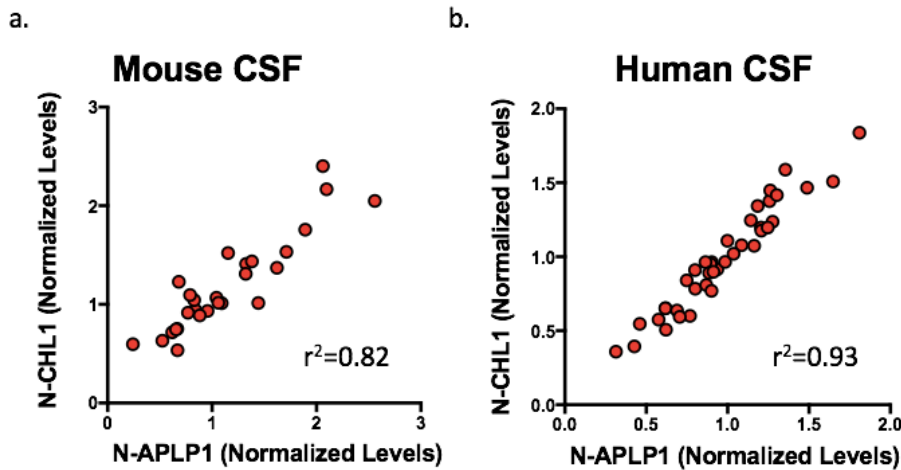 a.
Mouse CSF
N-CHL1 (Normalized Levels)
3
2
1
0
0 1 2 3
r²=0.82
N-APLP1 (Normalized Levels)
b.
Human CSF
N-CHL1 (Normalized Levels)
2.0
1.5
1.0
0.5
0.0
0.0 0.5 1.0 1.5 2.0
r²=0.93
N-APLP1 (Normalized Levels)